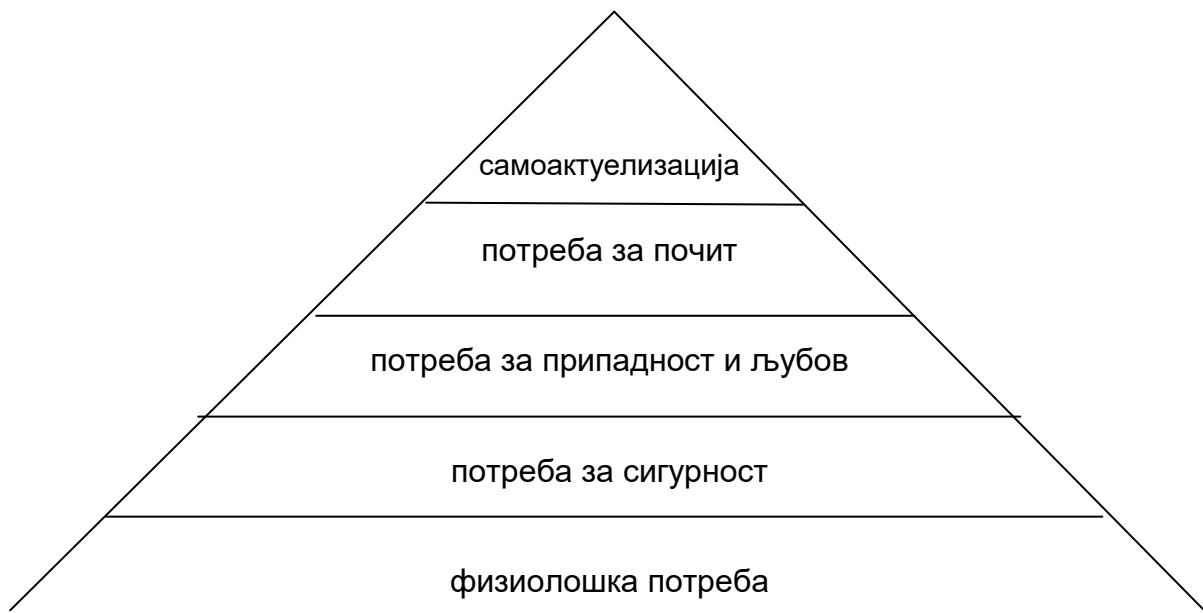 самоактуелизација
потреба за почит
потреба за припадност и љубов
потреба за сигурност
физиолошка потреба